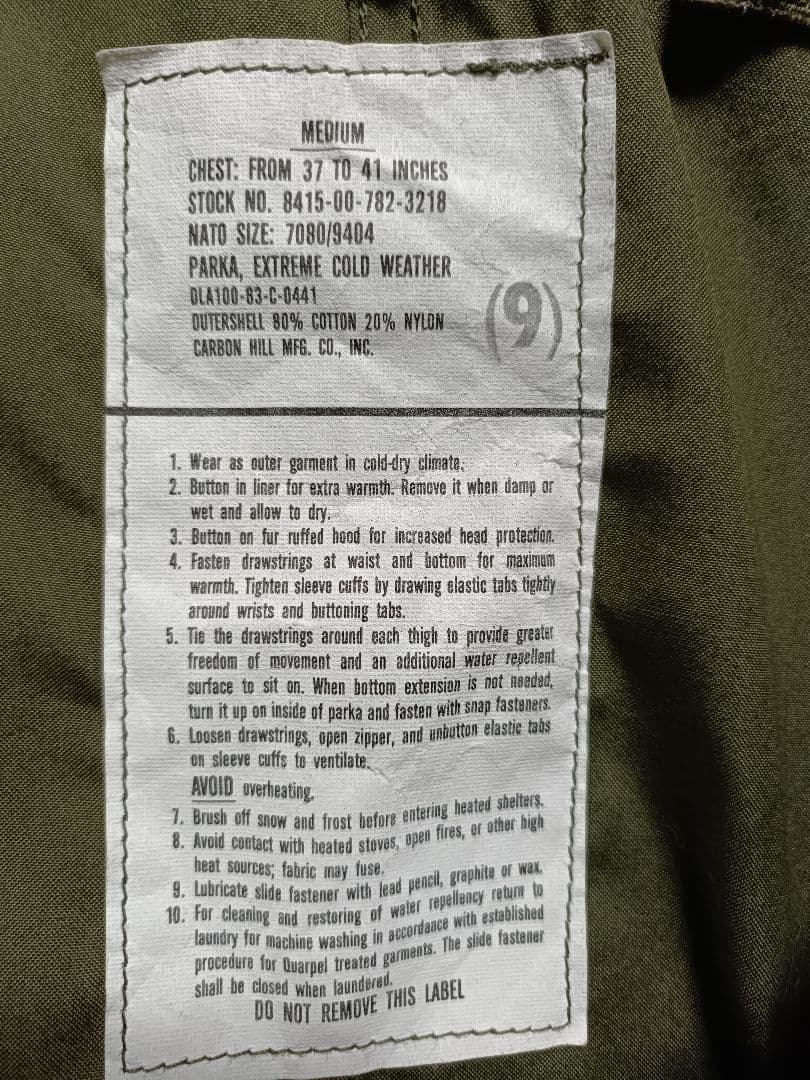 MEDIUM
CHEST: FROM 37 TO 41 INCHES
STOCK NO. 8415-00-782-3218
NATO SIZE: 7080/9404
PARKA, EXTREME COLD WEATHER
DLA100-83-C-0441
OUTERSHELL 80% COTTON 20% NYLON
CARBON HILL MFG. CO., INC.
(9)
1. Wear as outer garment in cold-dry climate.
2. Button in liner for extra warmth. Remove it when damp or
wet and allow to dry.
3. Button on fur ruffed hood for increased head protection.
4. Fasten drawstrings at waist and bottom for maximum
warmth. Tighten sleeve cuffs by drawing elastic tabs tightly
around wrists and buttoning tabs.
5. Tie the drawstrings around each thigh to provide greater
freedom of movement and an additional water repellent
surface to sit on. When bottom extension is not needed,
turn it up on inside of parka and fasten with snap fasteners.
6. Loosen drawstrings, open zipper, and unbutton elastic tabs
on sleeve cuffs to ventilate.
AVOID overheating.
7. Brush off snow and frost before entering heated shelters.
8. Avoid contact with heated stoves, open fires, or other high
heat sources; fabric may fuse.
9. Lubricate slide fastener with lead pencil, graphite or wax.
10. For cleaning and restoring of water repellency return to
laundry for machine washing in accordance with established
procedure for Quarpel treated garments. The slide fastener
shall be closed when laundered.
DO NOT REMOVE THIS LABEL